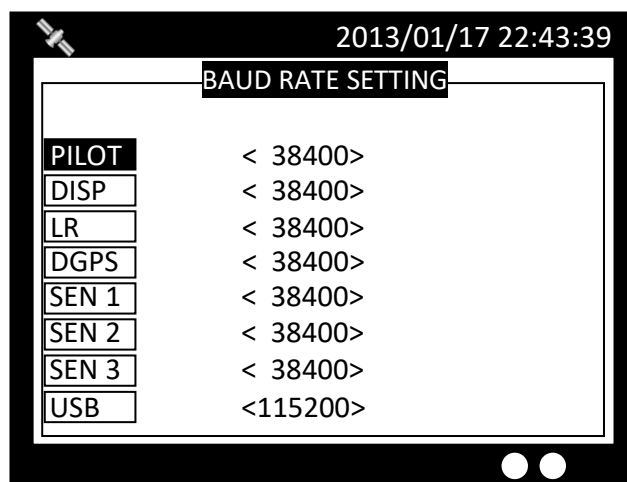 2013/01/17 22:43:39
BAUD RATE SETTING
PILOT < 38400>
DISP < 38400>
LR < 38400>
DGPS < 38400>
SEN 1 < 38400>
SEN 2 < 38400>
SEN 3 < 38400>
USB <115200>